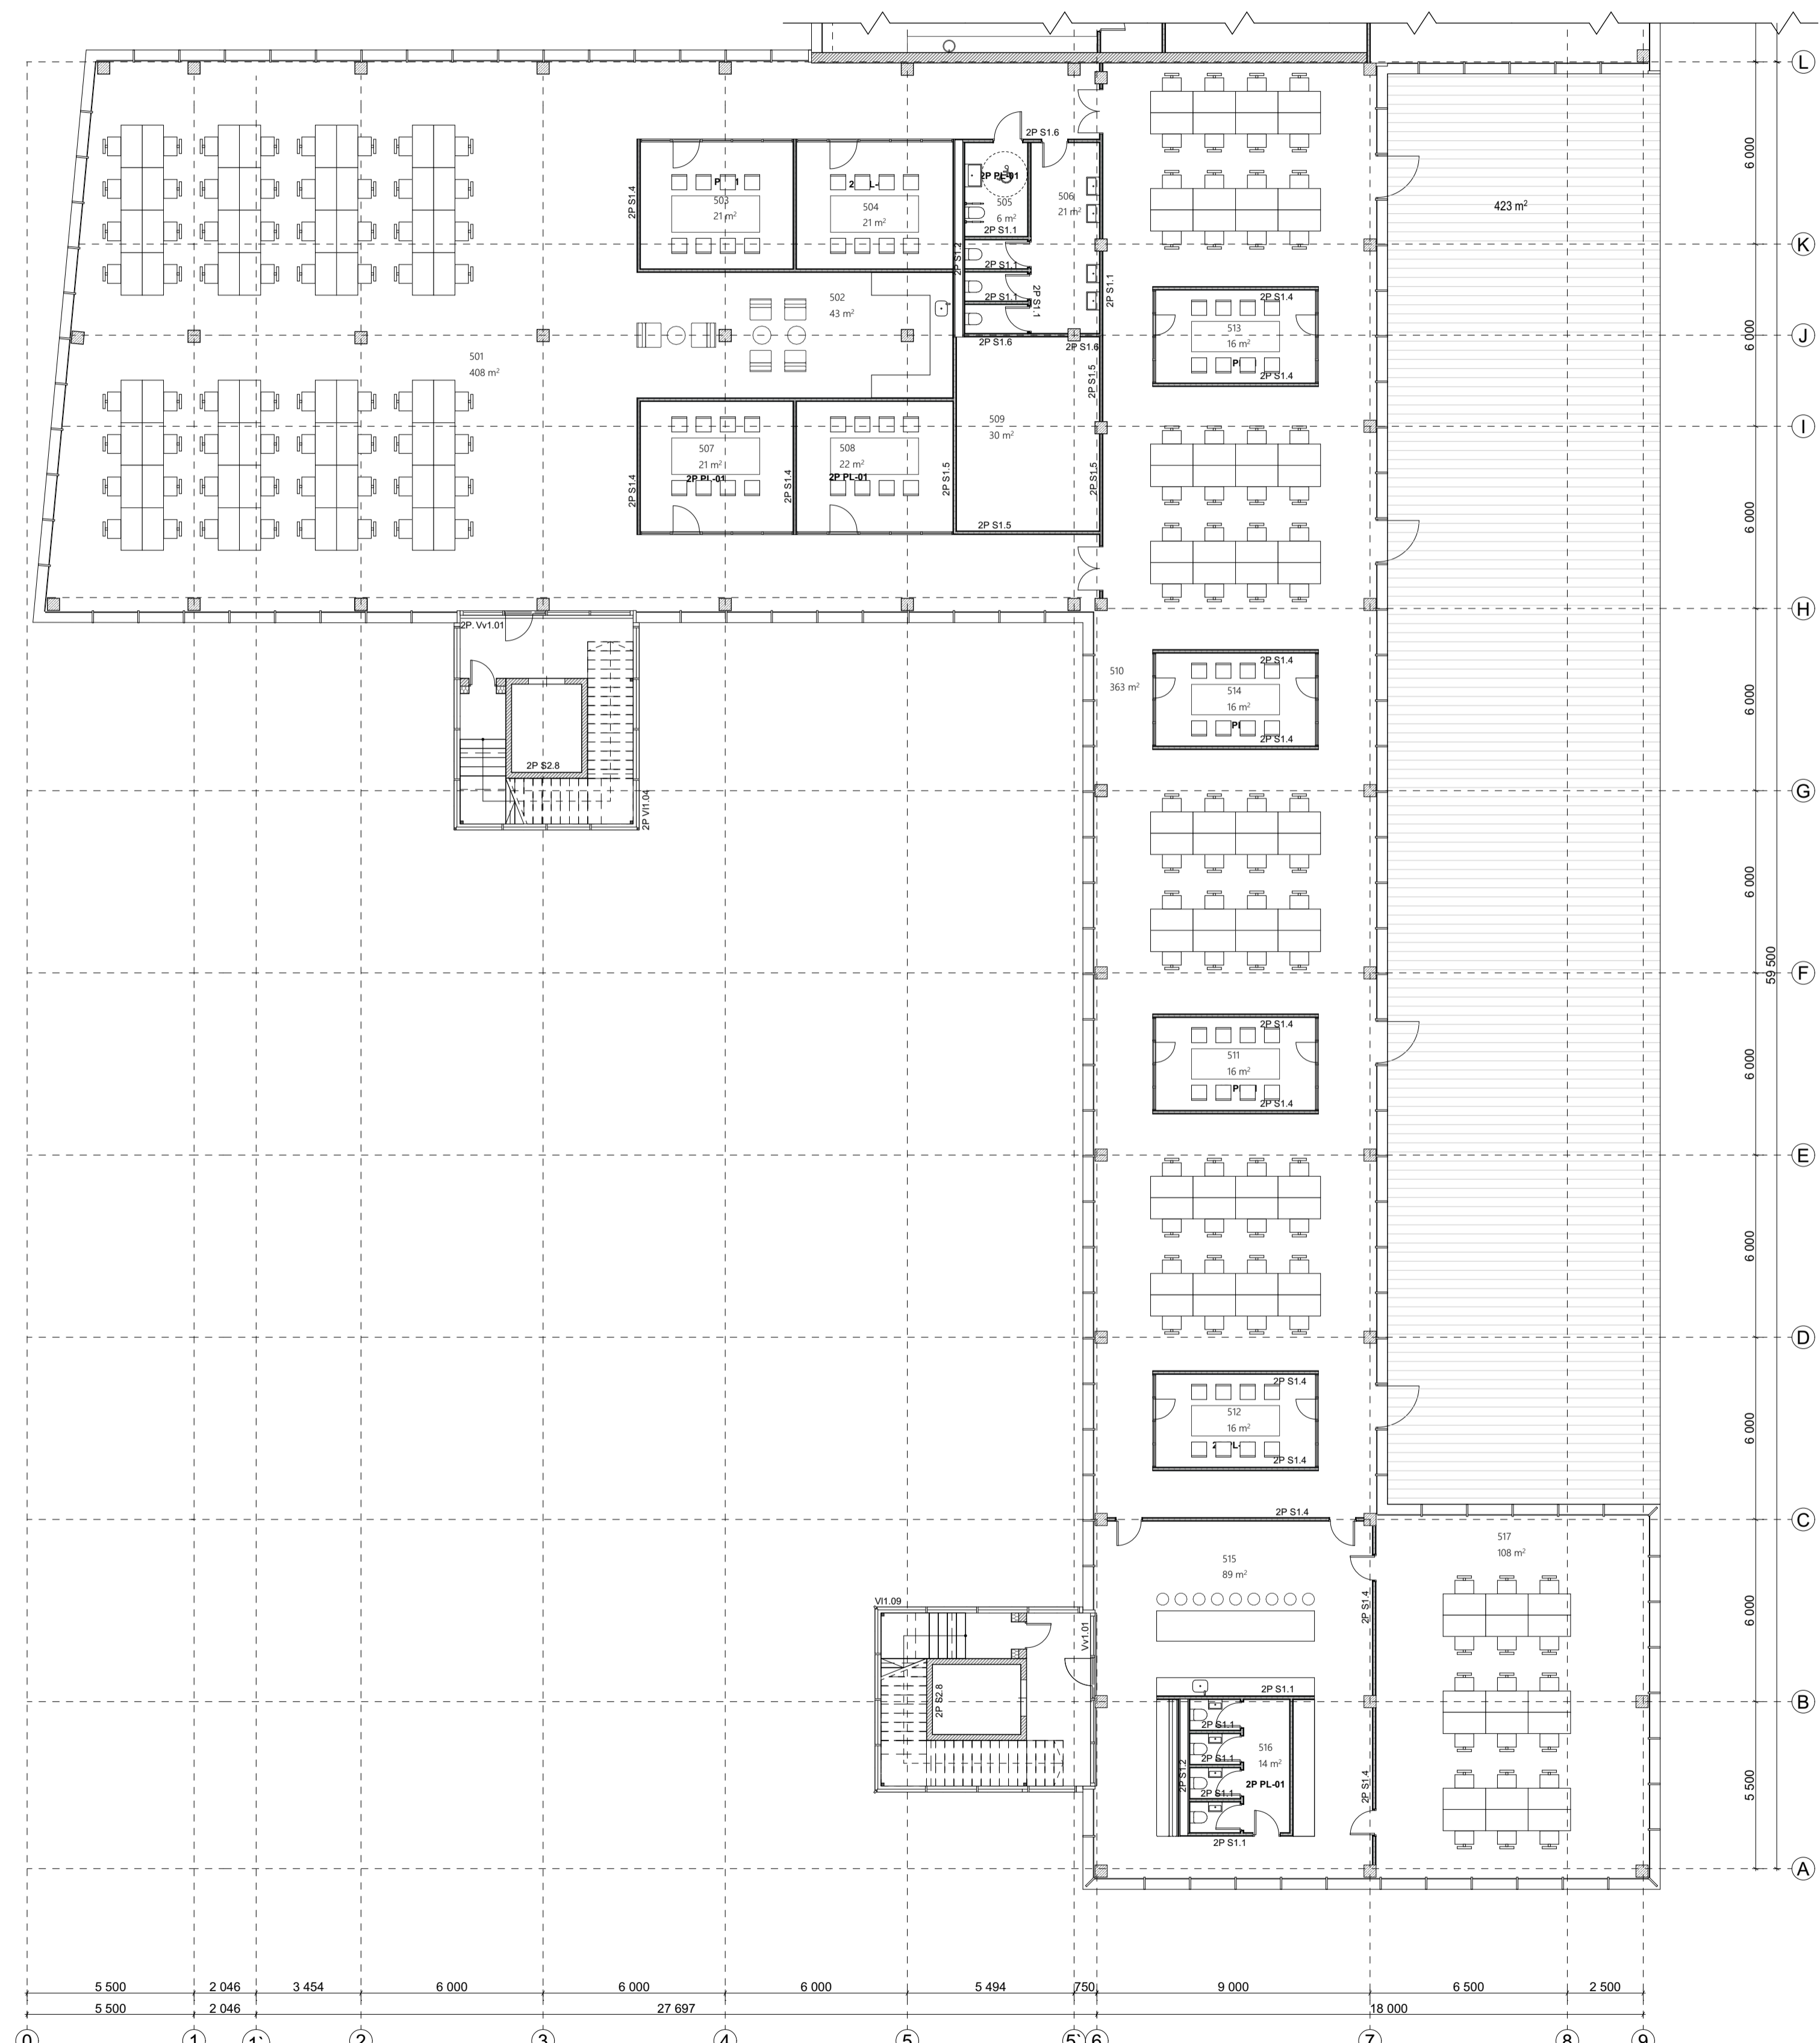 L
6 000
2P S1.6
423 m²
2P S1.4
503
21 m²
504
21 m²
2P PL-01
505
6 m²
506
21 m²
2P S1.1
K
2P S1.2
2P S1.1
2P S1.1
2P S1.1
2P S1.1
502
43 m²
2P S1.4
513
16 m²
2P S1.4
6 000
J
2P S1.6
2P S1.6
501
408 m²
2P S1.5
509
30 m²
I
507
21 m²
2P PL-01
508
22 m²
2P PL-01
2P S1.4
2P S1.4
2P S1.5
2P S1.5
2P S1.5
6 000
H
2P. Vv1.01
510
363 m²
2P S1.4
514
16 m²
2P S1.4
6 000
2P S2.8
2P Vl1.04
G
6 000
F
59 500
2P S1.4
511
16 m²
2P S1.4
6 000
E
6 000
D
2P S1.4
512
16 m²
2P S1.4
6 000
C
2P S1.4
517
108 m²
515
89 m²
Vl1.09
Vv1.01
2P S1.4
6 000
2P S2.8
2P S1.1
B
2P S1.1
2P S1.1
2P S1.1
2P S1.2
516
14 m²
2P PL-01
2P S1.4
2P S1.1
5 500
A
5 500 2 046 3 454 6 000 6 000 6 000 5 494 750 9 000 6 500 2 500
5 500 2 046 27 697 18 000
0 1 1` 2 3 4 5 5` 6 7 8 9